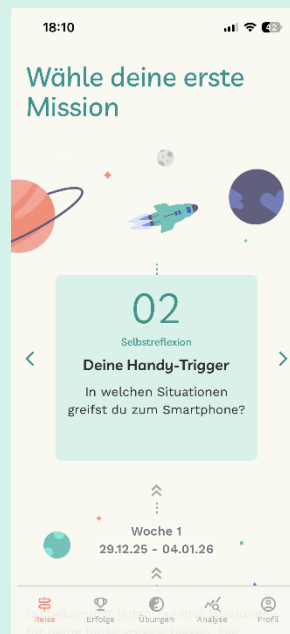 18:10
42
Wähle deine erste
Mission
02
Selbstreflexion
Deine Handy-Trigger
In welchen Situationen
greifst du zum Smartphone?
Woche 1
29.12.25 - 04.01.26
Reise
Erfolge
Übungen
Analyse
Profil